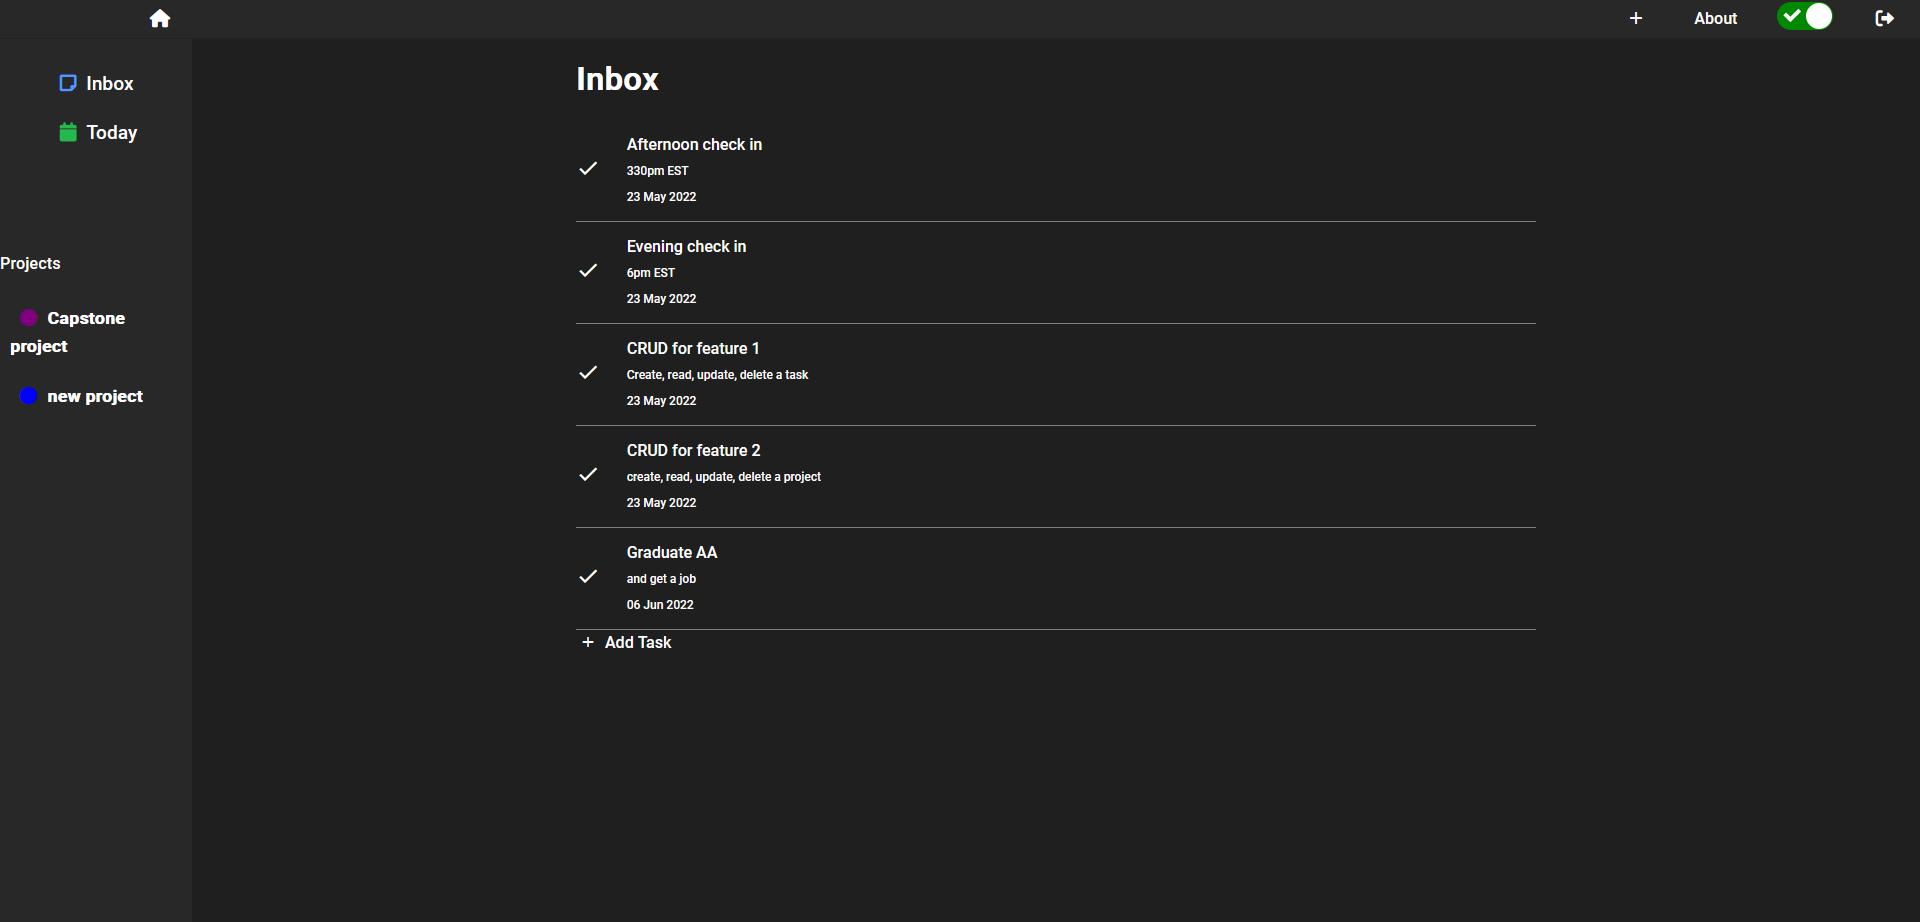 About
Inbox
Today
Projects
Capstone
project
new project
Inbox
Afternoon check in
330pm EST
23 May 2022
Evening check in
6pm EST
23 May 2022
CRUD for feature 1
Create, read, update, delete a task
23 May 2022
CRUD for feature 2
create, read, update, delete a project
23 May 2022
Graduate AA
and get a job
06 Jun 2022
+ Add Task